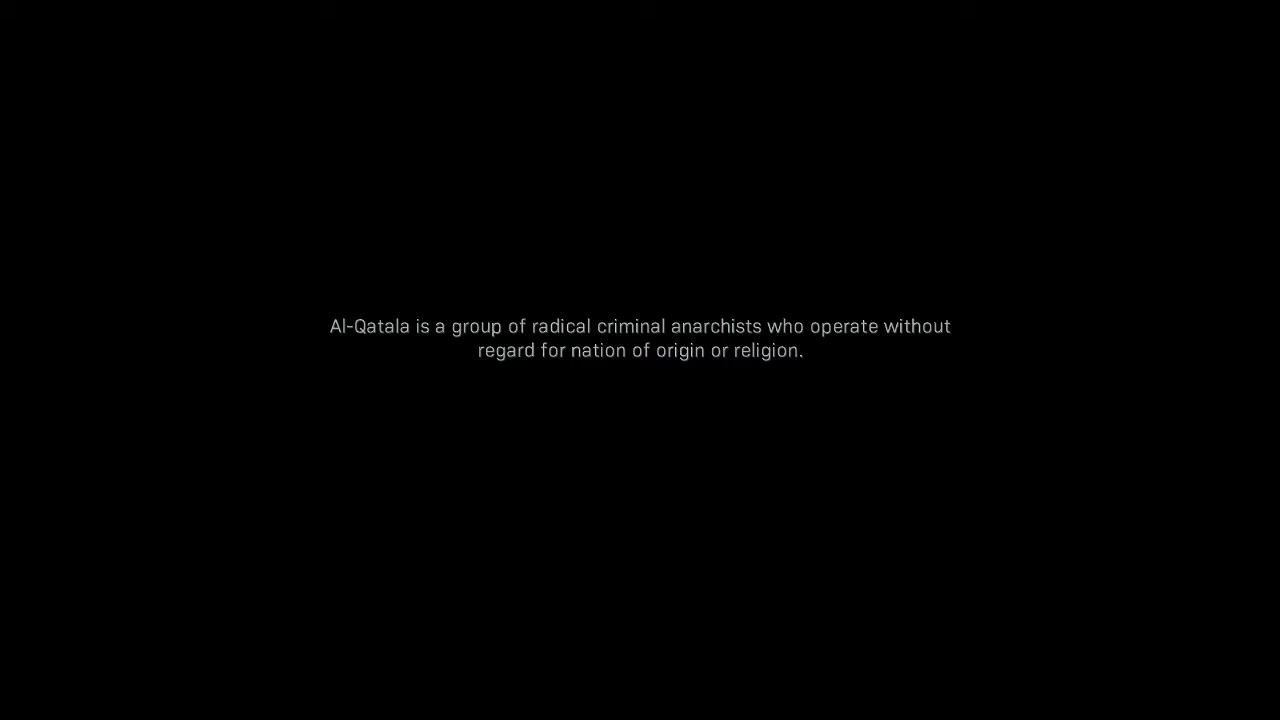 Al-Qatala is a group of radical criminal anarchists who operate without
regard for nation of origin or religion.